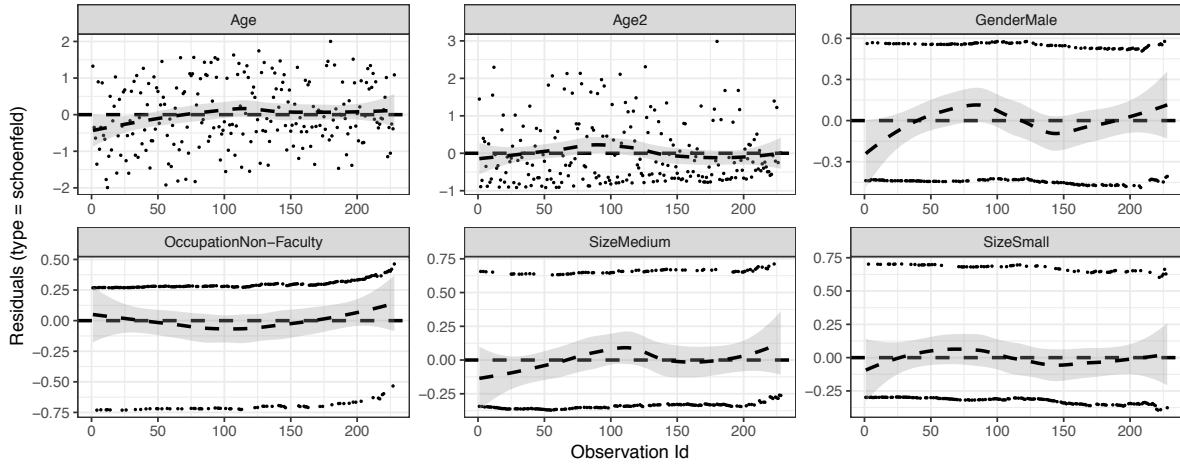 Age
Age2
GenderMale
2
1
0
−1
−2
3
2
1
0
−1
0.6
0.3
0.0
−0.3
0 50 100 150 200
0 50 100 150 200
0 50 100 150 200
OccupationNon−Faculty
SizeMedium
SizeSmall
0.50
0.25
0.00
−0.25
−0.50
−0.75
0.75
0.50
0.25
0.00
−0.25
0.75
0.50
0.25
0.00
−0.25
0 50 100 150 200
0 50 100 150 200
0 50 100 150 200
Residuals (type = schoenfeld)
Observation Id